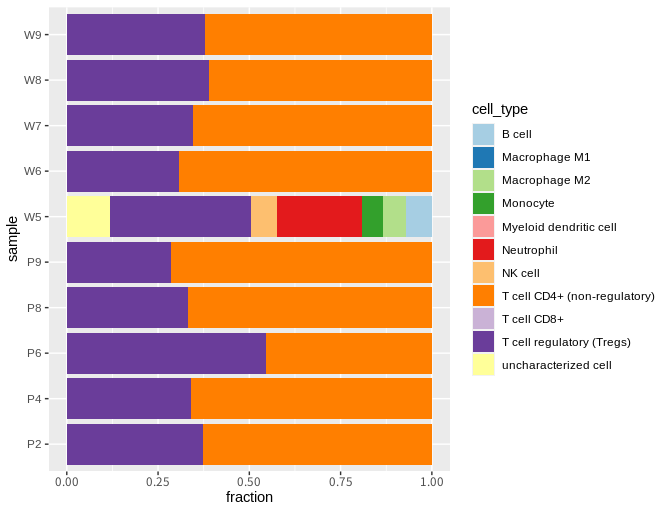 W9
W8
W7
W6
W5
P9
P8
P6
P4
P2
sample
0.00 0.25 0.50 0.75 1.00
fraction
cell_type
B cell
Macrophage M1
Macrophage M2
Monocyte
Myeloid dendritic cell
Neutrophil
NK cell
T cell CD4+ (non-regulatory)
T cell CD8+
T cell regulatory (Tregs)
uncharacterized cell